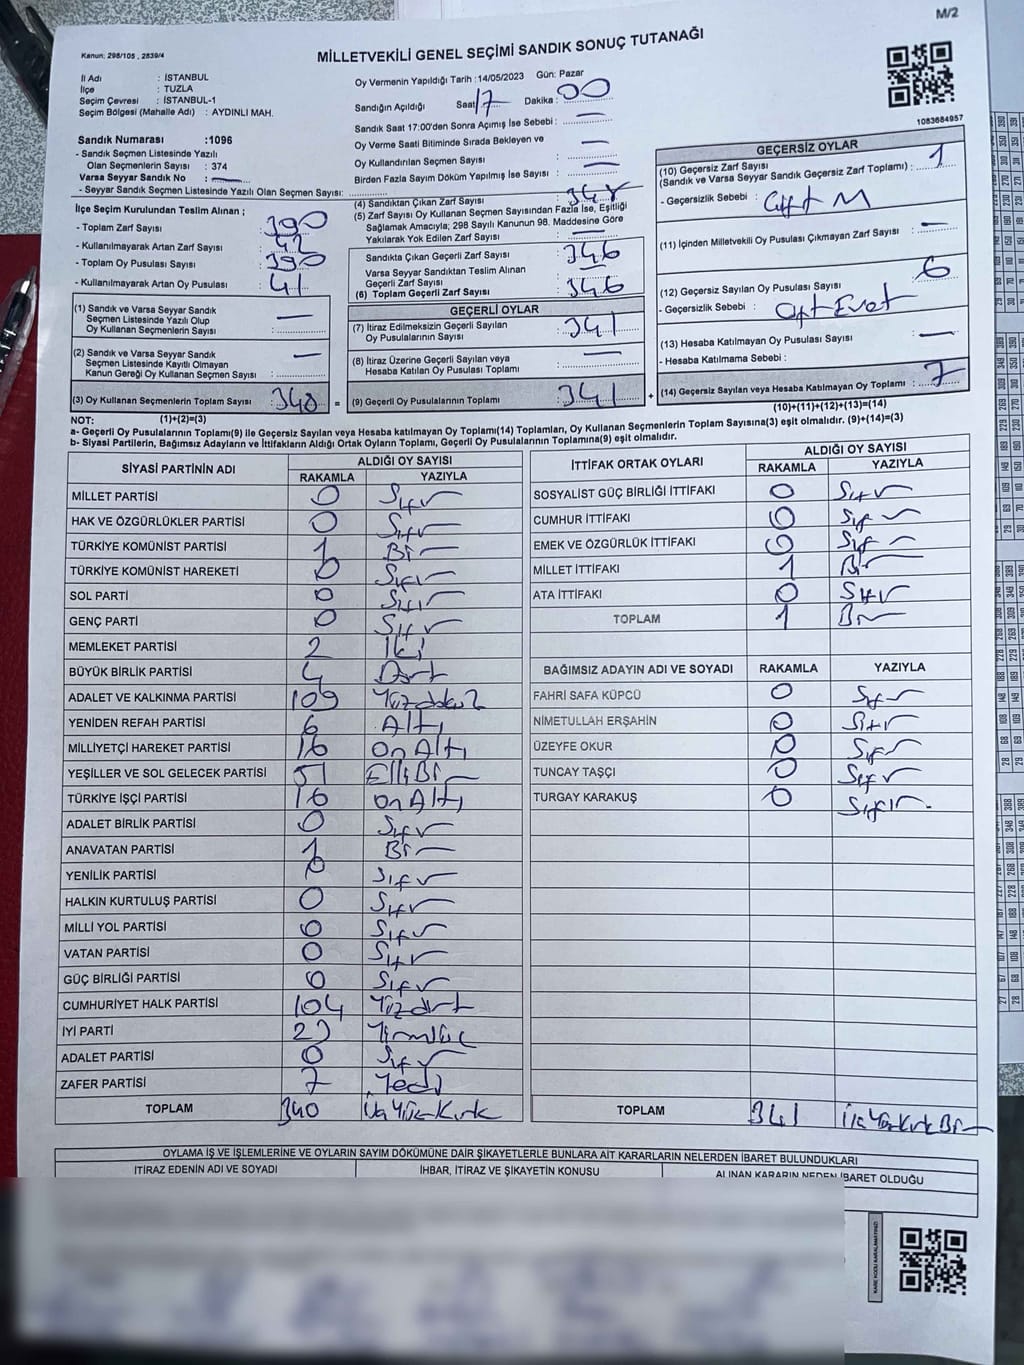 M/2
Kanun: 298/105 , 2839/4
MİLLETVEKİLİ GENEL SEÇİMİ SANDIK SONUÇ TUTANAĞI
İl Adı : İSTANBUL
İlçe : TUZLA
Seçim Çevresi : İSTANBUL-1
Seçim Bölgesi (Mahalle Adı) : AYDINLI MAH.
Oy Vermenin Yapıldığı Tarih : 14/05/2023 Gün: Pazar
Sandığın Açıldığı Saat 17 Dakika : 00
Sandık Saat 17:00'den Sonra Açılmış İse Sebebi : —
Oy Verme Saati Bitiminde Sırada Bekleyen ve
Oy Kullandırılan Seçmen Sayısı : —
Birden Fazla Sayım Döküm Yapılmış İse Sayısı : —
1083684957
Sandık Numarası :1096
- Sandık Seçmen Listesinde Yazılı
Olan Seçmenlerin Sayısı : 374
Varsa Seyyar Sandık No : —
- Seyyar Sandık Seçmen Listesinde Yazılı Olan Seçmen Sayısı:
İlçe Seçim Kurulundan Teslim Alınan ;
- Toplam Zarf Sayısı : 390
- Kullanılmayarak Artan Zarf Sayısı : 42
- Toplam Oy Pusulası Sayısı : 390
- Kullanılmayarak Artan Oy Pusulası : 41
(1) Sandık ve Varsa Seyyar Sandık
Seçmen Listesinde Yazılı Olup
Oy Kullanan Seçmenlerin Sayısı : —
(2) Sandık ve Varsa Seyyar Sandık
Seçmen Listesinde Kayıtlı Olmayan
Kanun Gereği Oy Kullanan Seçmen Sayısı : —
(3) Oy Kullanan Seçmenlerin Toplam Sayısı : 348 =
(4) Sandıktan Çıkan Zarf Sayısı :
(5) Zarf Sayısı Oy Kullanan Seçmen Sayısından Fazla İse, Eşitliği
Sağlamak Amacıyla; 298 Sayılı Kanunun 98. Maddesine Göre
Yakılarak Yok Edilen Zarf Sayısı : —
Sandıkta Çıkan Geçerli Zarf Sayısı : 346
Varsa Seyyar Sandıktan Teslim Alınan
Geçerli Zarf Sayısı : —
(6) Toplam Geçerli Zarf Sayısı : 346
GEÇERLİ OYLAR
(7) İtiraz Edilmeksizin Geçerli Sayılan
Oy Pusulalarının Sayısı : 341
(8) İtiraz Üzerine Geçerli Sayılan veya
Hesaba Katılan Oy Pusulası Toplamı : —
(9) Geçerli Oy Pusulalarının Toplamı : 341 +
GEÇERSİZ OYLAR
(10) Geçersiz Zarf Sayısı
(Sandık ve Varsa Seyyar Sandık Geçersiz Zarf Toplamı) : 1
- Geçersizlik Sebebi :
(11) İçinden Milletvekili Oy Pusulası Çıkmayan Zarf Sayısı : —
(12) Geçersiz Sayılan Oy Pusulası Sayısı : 6
- Geçersizlik Sebebi :
(13) Hesaba Katılmayan Oy Pusulası Sayısı : —
- Hesaba Katılmama Sebebi :
(14) Geçersiz Sayılan veya Hesaba Katılmayan Oy Toplamı : 7
NOT: (1)+(2)=(3)
(10)+(11)+(12)+(13)=(14)
a- Geçerli Oy Pusulalarının Toplamı(9) ile Geçersiz Sayılan veya Hesaba katılmayan Oy Toplamı(14) Toplamları, Oy Kullanan Seçmenlerin Toplam Sayısına(3) eşit olmalıdır. (9)+(14)=(3)
b- Siyasi Partilerin, Bağımsız Adayların ve İttifakların Aldığı Ortak Oyların Toplamı, Geçerli Oy Pusulalarının Toplamına(9) eşit olmalıdır.
SİYASİ PARTİNİN ADI ALDIĞI OY SAYISI
RAKAMLA YAZIYLA
MİLLET PARTİSİ 0 Sıfır
HAK VE ÖZGÜRLÜKLER PARTİSİ 0 Sıfır
TÜRKİYE KOMÜNİST PARTİSİ 1 Bir
TÜRKİYE KOMÜNİST HAREKETİ 0 Sıfır
SOL PARTİ 0 Sıfır
GENÇ PARTİ 0 Sıfır
MEMLEKET PARTİSİ 2 İki
BÜYÜK BİRLİK PARTİSİ 4 Dört
ADALET VE KALKINMA PARTİSİ 109 Yüzdokuz
YENİDEN REFAH PARTİSİ 6 Altı
MİLLİYETÇİ HAREKET PARTİSİ 16 on Altı
YEŞİLLER VE SOL GELECEK PARTİSİ 51 Elli Bir
TÜRKİYE İŞÇİ PARTİSİ 16 on Altı
ADALET BİRLİK PARTİSİ 0 Sıfır
ANAVATAN PARTİSİ 1 Bir
YENİLİK PARTİSİ 0 Sıfır
HALKIN KURTULUŞ PARTİSİ 0 Sıfır
MİLLİ YOL PARTİSİ 0 Sıfır
VATAN PARTİSİ 0 Sıfır
GÜÇ BİRLİĞİ PARTİSİ 0 Sıfır
CUMHURİYET HALK PARTİSİ 104 Yüzdört
İYİ PARTİ 23 Yirmiüç
ADALET PARTİSİ 0 Sıfır
ZAFER PARTİSİ 7 Yedi
TOPLAM 340 üçYüzKırk
İTTİFAK ORTAK OYLARI ALDIĞI OY SAYISI
RAKAMLA YAZIYLA
SOSYALİST GÜÇ BİRLİĞİ İTTİFAKI 0 Sıfır
CUMHUR İTTİFAKI 0 Sıfır
EMEK VE ÖZGÜRLÜK İTTİFAKI 0 Sıfır
MİLLET İTTİFAKI 1 Bir
ATA İTTİFAKI 0 Sıfır
TOPLAM 1 Bir
BAĞIMSIZ ADAYIN ADI VE SOYADI RAKAMLA YAZIYLA
FAHRİ SAFA KÜPCÜ 0 Sıfır
NİMETULLAH ERŞAHİN 0 Sıfır
ÜZEYFE OKUR 0 Sıfır
TUNCAY TAŞÇI 0 Sıfır
TURGAY KARAKUŞ 0 Sıfır
TOPLAM 341 üçYüzKırkBir
OYLAMA İŞ VE İŞLEMLERİNE VE OYLARIN SAYIM DÖKÜMÜNE DAİR ŞİKAYETLERLE BUNLARA AİT KARARLARIN NELERDEN İBARET BULUNDUKLARI
İTİRAZ EDENİN ADI VE SOYADI İHBAR, İTİRAZ VE ŞİKAYETİN KONUSU ALINAN KARARIN NEDEN İBARET OLDUĞU